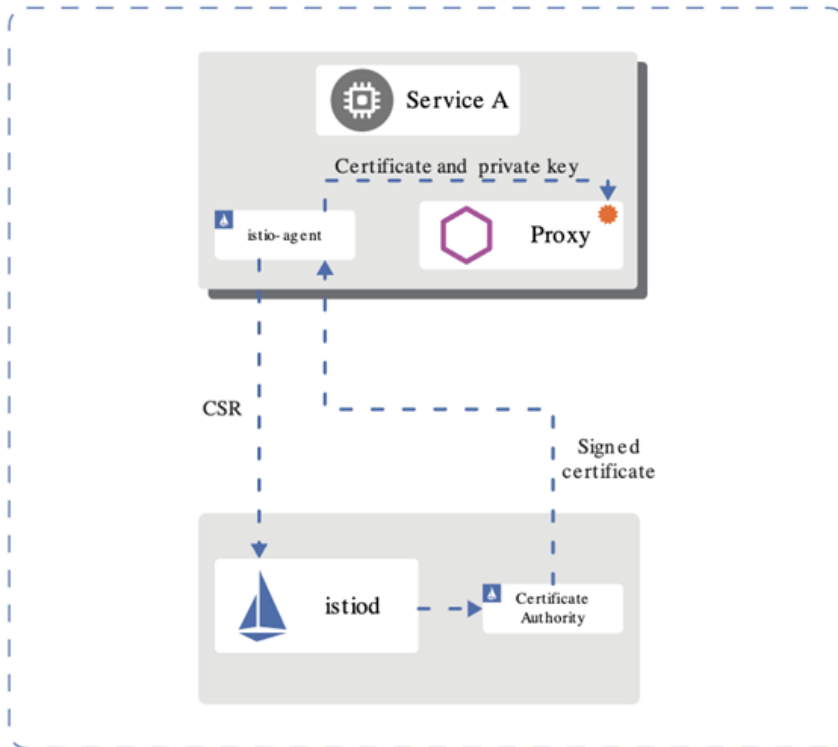 Service A
Certificate and private key
istio-agent
Proxy
CSR
Signed
certificate
istiod
Certificate
Authority